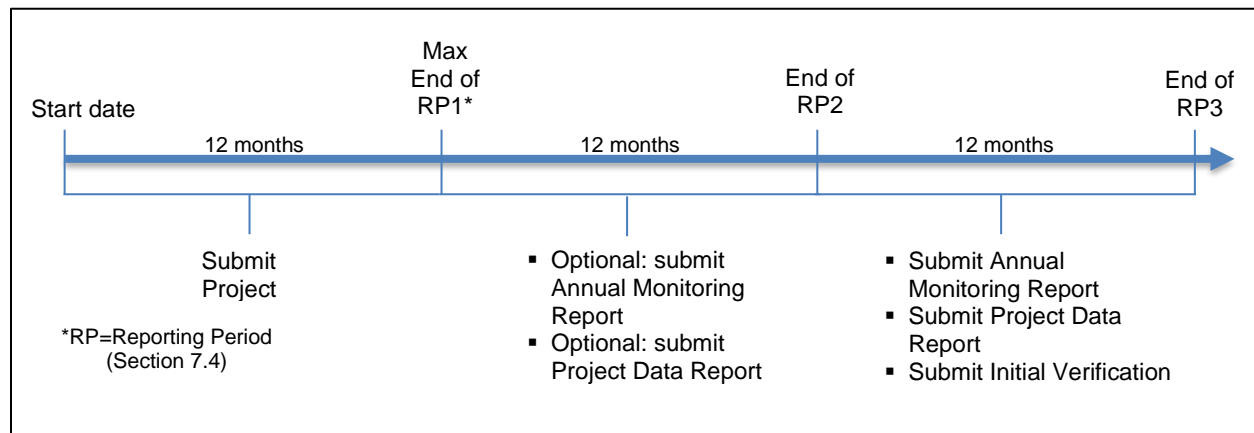 Max
End of
RP1*
End of
RP2
End of
RP3
Start date
12 months
12 months
12 months
Submit
Project
*RP=Reporting Period
(Section 7.4)
▪ Optional: submit
Annual Monitoring
Report
▪ Optional: submit
Project Data Report
▪ Submit Annual
Monitoring Report
▪ Submit Project Data
Report
▪ Submit Initial Verification